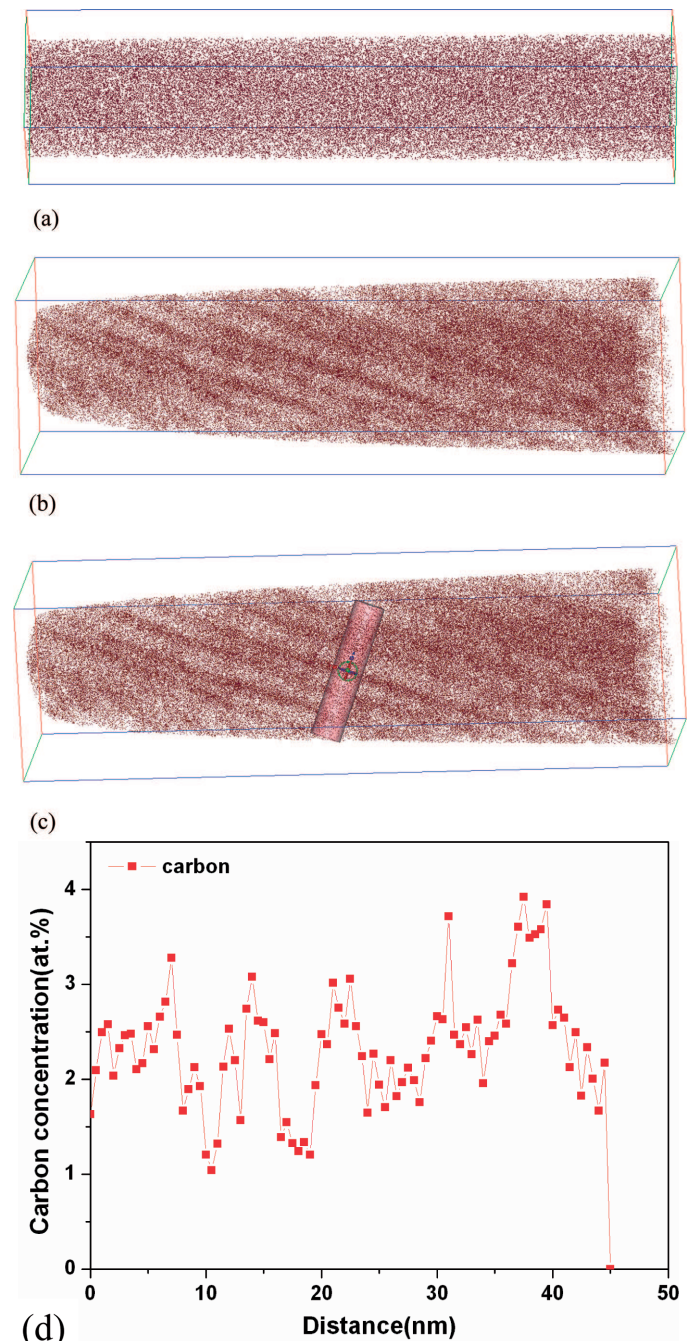 (a)
(b)
(c)
carbon
Carbon concentration(at.%)
4
3
2
1
0
0 10 20 30 40 50
Distance(nm)
(d)